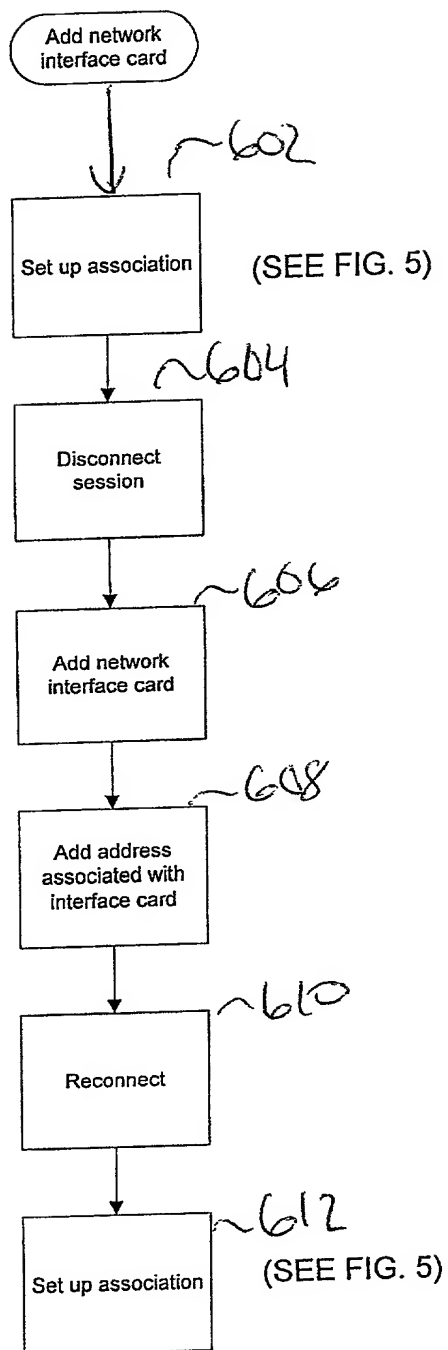 Add network
interface card
602
Set up association
(SEE FIG. 5)
604
Disconnect
session
606
Add network
interface card
608
Add address
associated with
interface card
610
Reconnect
612
Set up association
(SEE FIG. 5)